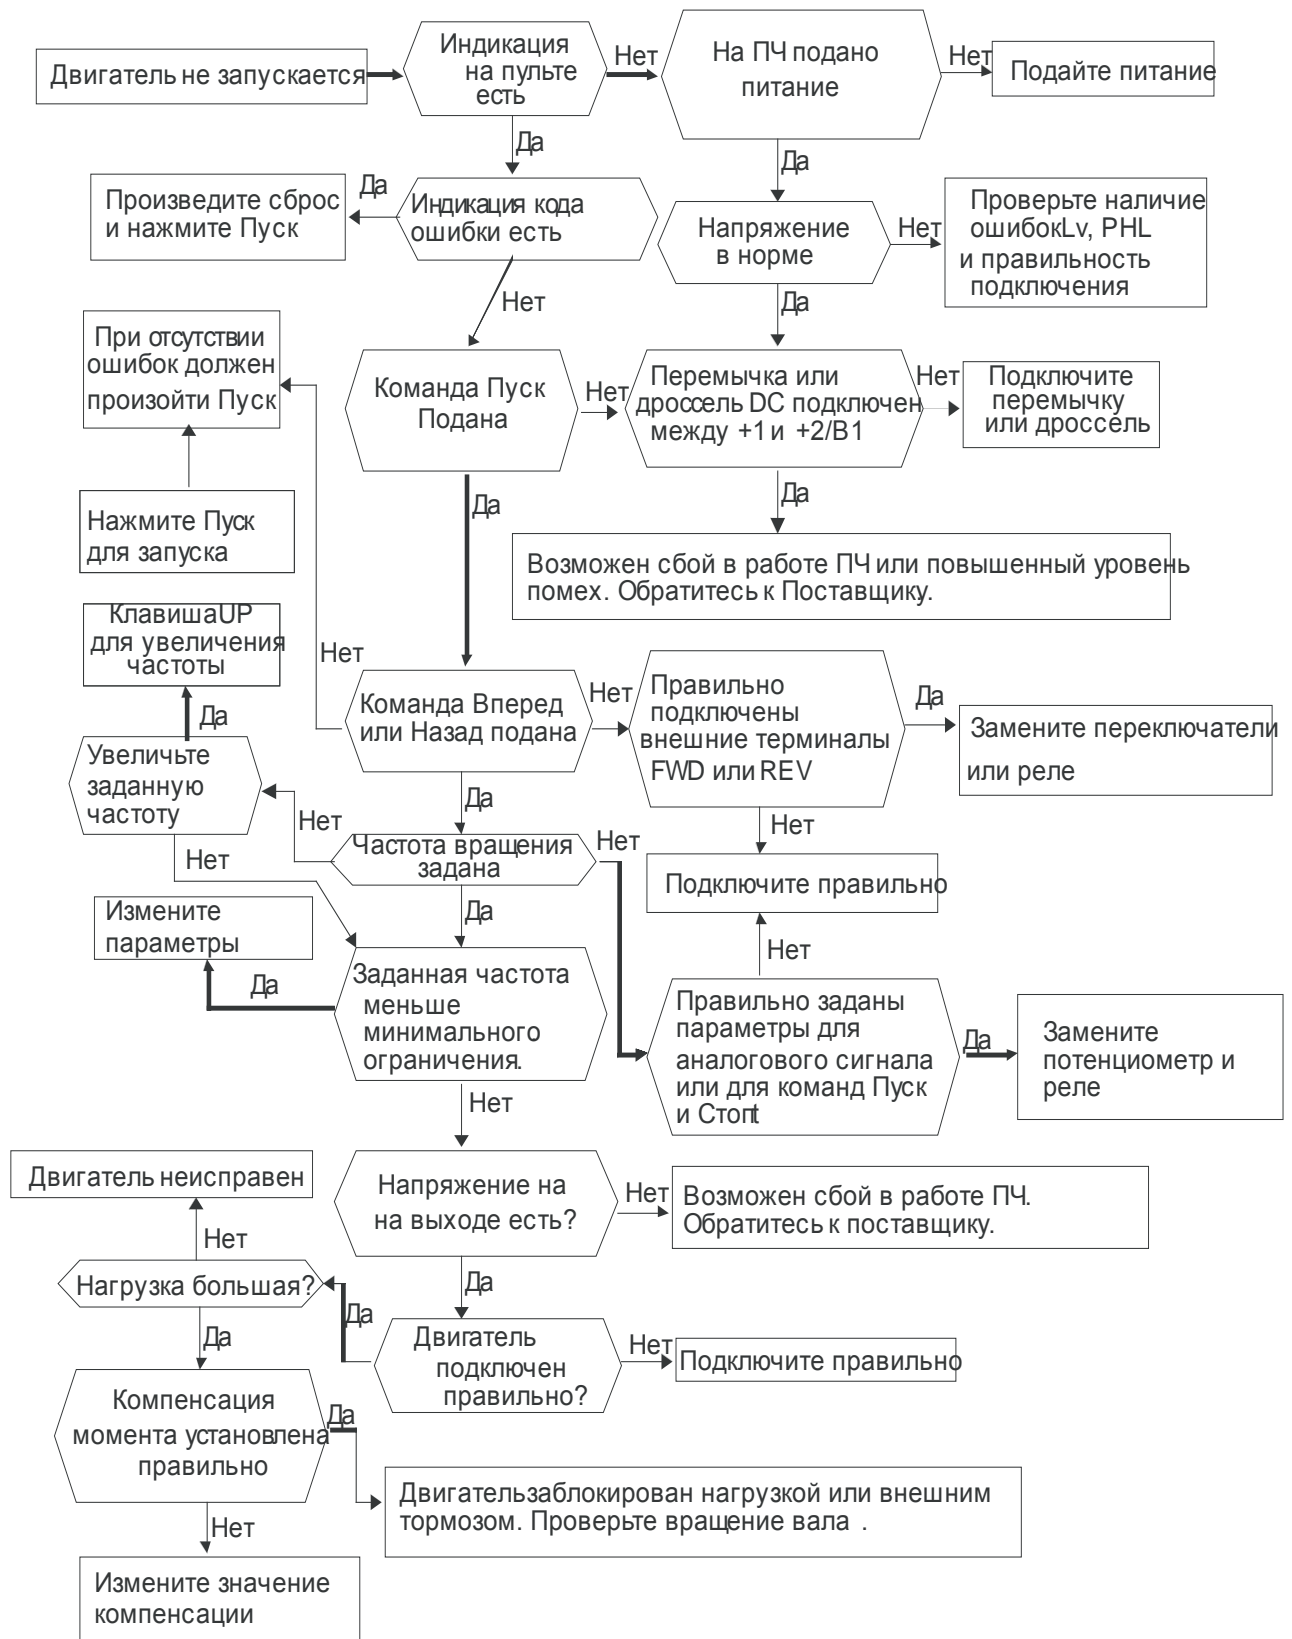 Двигатель не запускается
Индикация
на пульте
есть
Нет
На ПЧ подано
питание
Нет
Подайте питание
Да
Да
Произведите сброс
и нажмите Пуск
Да
Индикация кода
ошибки есть
Напряжение
в норме
Нет
Проверьте наличие
ошибокLv, PHL
и правильность
подключения
Нет
Да
При отсутствии
ошибок должен
произойти Пуск
Команда Пуск
Подана
Нет
Перемычка или
дроссель DC подключен
между +1 и +2/B1
Нет
Подключите
перемычку
или дроссель
Да
Да
Нажмите Пуск
для запуска
Возможен сбой в работе ПЧ или повышенный уровень
помех. Обратитесь к Поставщику.
КлавишаUP
для увеличения
частоты
Нет
Команда Вперед
или Назад подана
Нет
Правильно
подключены
внешние терминалы
FWD или REV
Да
Замените переключатели
или реле
Да
Увеличьте
заданную
частоту
Да
Нет
Нет
Частота вращения
задана
Нет
Нет
Подключите правильно
Да
Измените
параметры
Нет
Да
Заданная частота
меньше
минимального
ограничения.
Правильно заданы
параметры для
аналогового сигнала
или для команд Пуск
и Стопt
Да
Замените
потенциометр и
реле
Нет
Двигатель неисправен
Напряжение на
на выходе есть?
Нет
Возможен сбой в работе ПЧ.
Обратитесь к поставщику.
Нет
Нагрузка большая?
Да
Да
Да
Двигатель
подключен
правильно?
Нет
Подключите правильно
Компенсация
момента установлена
правильно
Да
Двигательзаблокирован нагрузкой или внешним
тормозом. Проверьте вращение вала .
Нет
Измените значение
компенсации